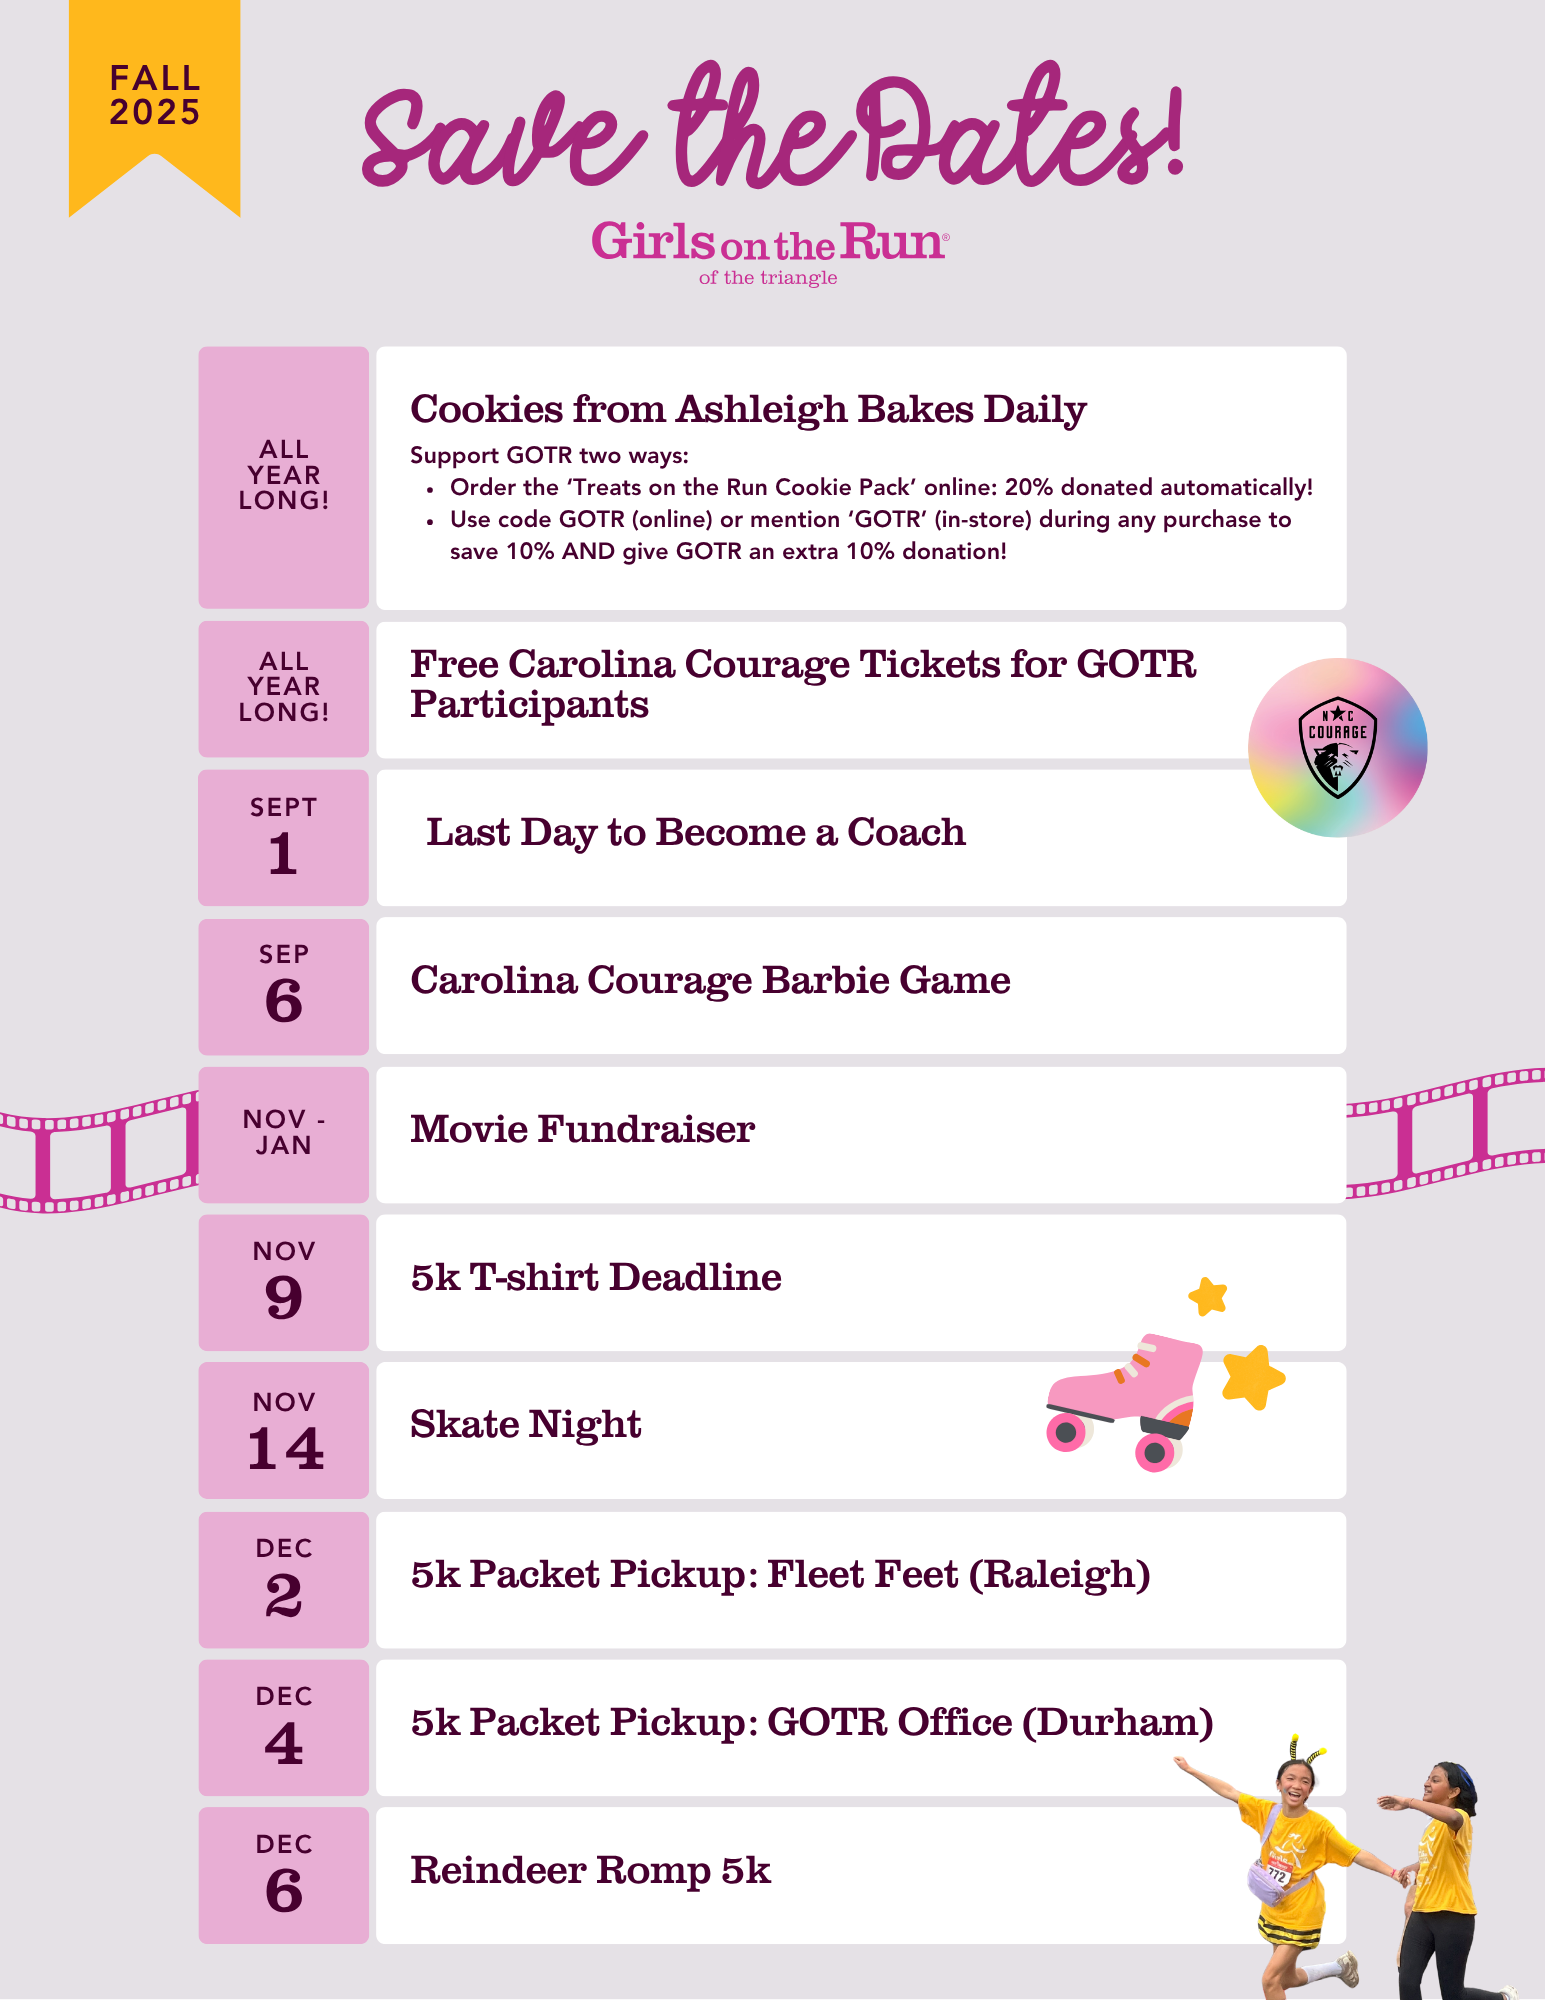 FALL
2025
Save the Dates!
Girls on the Run®
of the triangle
ALL
YEAR
LONG!
Cookies from Ashleigh Bakes Daily
Support GOTR two ways:
• Order the ‘Treats on the Run Cookie Pack’ online: 20% donated automatically!
• Use code GOTR (online) or mention ‘GOTR’ (in-store) during any purchase to
save 10% AND give GOTR an extra 10% donation!
ALL
YEAR
LONG!
Free Carolina Courage Tickets for GOTR
Participants
N★C
COURAGE
SEPT
1
Last Day to Become a Coach
SEP
6
Carolina Courage Barbie Game
NOV -
JAN
Movie Fundraiser
NOV
9
5k T-shirt Deadline
NOV
14
Skate Night
DEC
2
5k Packet Pickup: Fleet Feet (Raleigh)
DEC
4
5k Packet Pickup: GOTR Office (Durham)
DEC
6
Reindeer Romp 5k
772